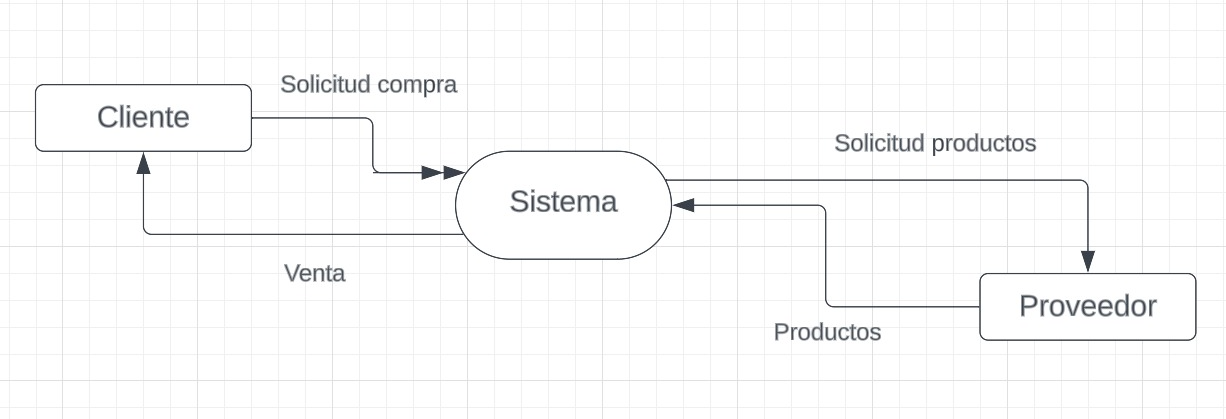 Solicitud compra
Cliente
Solicitud productos
Sistema
Venta
Proveedor
Productos